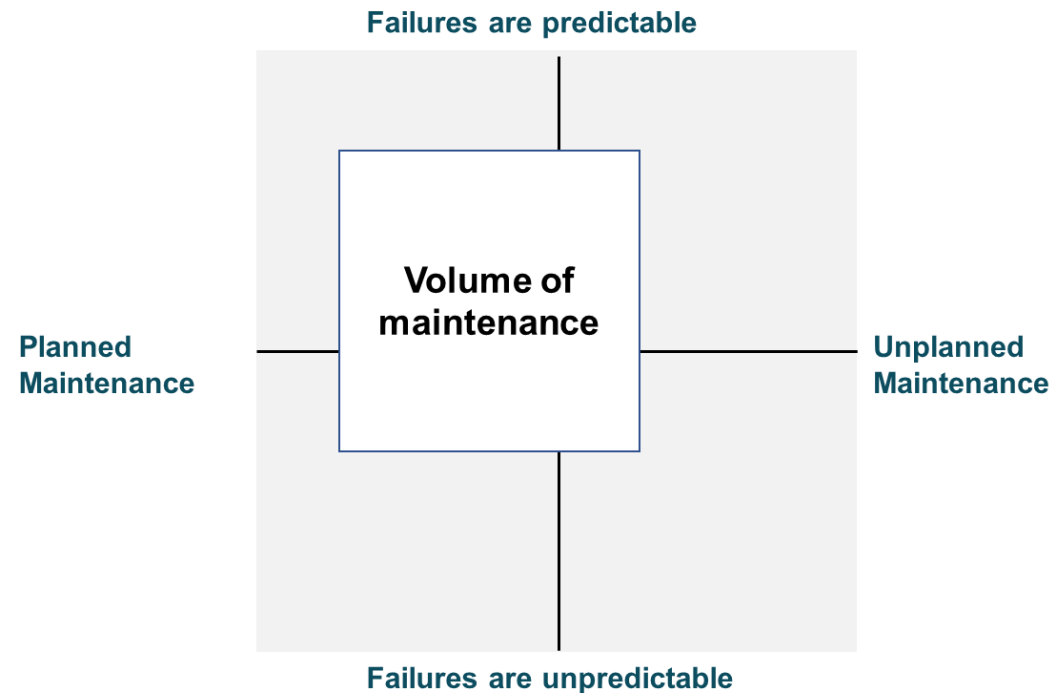 Failures are predictable
Volume of
maintenance
Planned
Maintenance
Unplanned
Maintenance
Failures are unpredictable